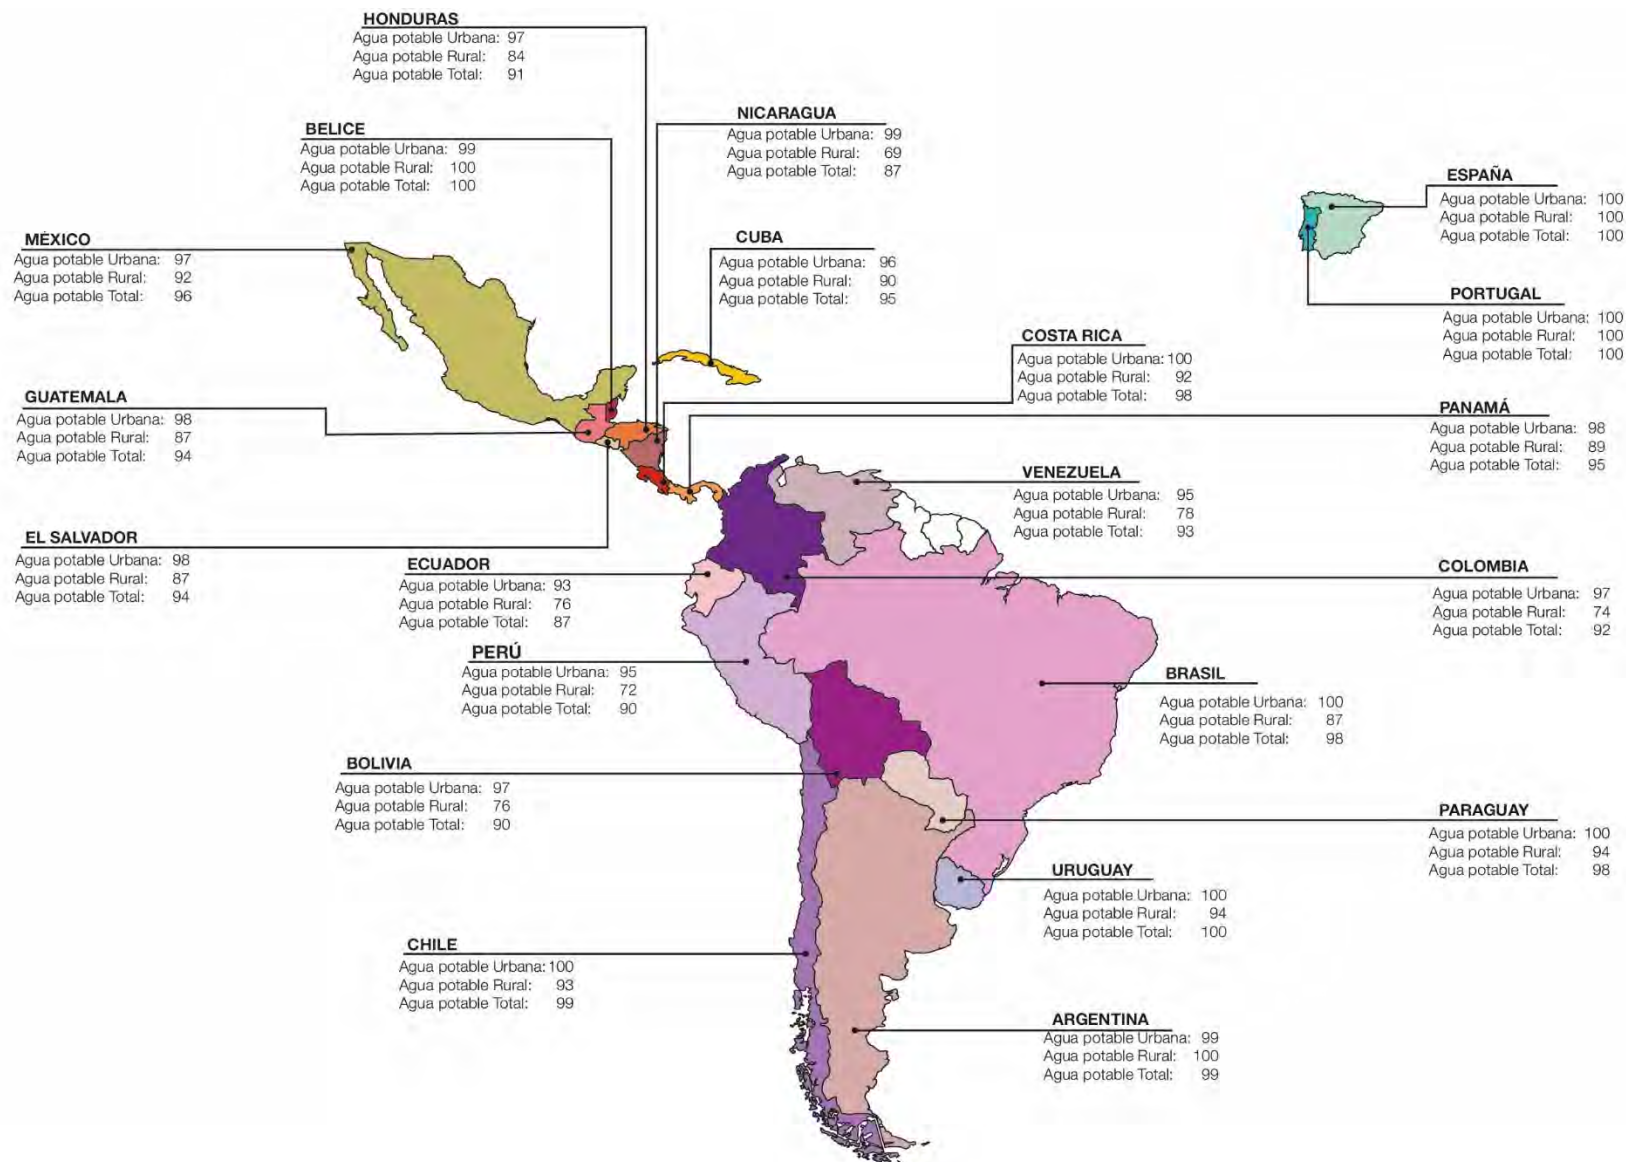 HONDURAS
Agua potable Urbana: 97
Agua potable Rural: 84
Agua potable Total: 91
NICARAGUA
Agua potable Urbana: 99
Agua potable Rural: 69
Agua potable Total: 87
BELICE
Agua potable Urbana: 99
Agua potable Rural: 100
Agua potable Total: 100
ESPAÑA
Agua potable Urbana: 100
Agua potable Rural: 100
Agua potable Total: 100
MÉXICO
Agua potable Urbana: 97
Agua potable Rural: 92
Agua potable Total: 96
CUBA
Agua potable Urbana: 96
Agua potable Rural: 90
Agua potable Total: 95
PORTUGAL
Agua potable Urbana: 100
Agua potable Rural: 100
Agua potable Total: 100
COSTA RICA
Agua potable Urbana: 100
Agua potable Rural: 92
Agua potable Total: 98
GUATEMALA
Agua potable Urbana: 98
Agua potable Rural: 87
Agua potable Total: 94
PANAMÁ
Agua potable Urbana: 98
Agua potable Rural: 89
Agua potable Total: 95
VENEZUELA
Agua potable Urbana: 95
Agua potable Rural: 78
Agua potable Total: 93
EL SALVADOR
Agua potable Urbana: 98
Agua potable Rural: 87
Agua potable Total: 94
ECUADOR
Agua potable Urbana: 93
Agua potable Rural: 76
Agua potable Total: 87
COLOMBIA
Agua potable Urbana: 97
Agua potable Rural: 74
Agua potable Total: 92
PERÚ
Agua potable Urbana: 95
Agua potable Rural: 72
Agua potable Total: 90
BRASIL
Agua potable Urbana: 100
Agua potable Rural: 87
Agua potable Total: 98
BOLIVIA
Agua potable Urbana: 97
Agua potable Rural: 76
Agua potable Total: 90
PARAGUAY
Agua potable Urbana: 100
Agua potable Rural: 94
Agua potable Total: 98
URUGUAY
Agua potable Urbana: 100
Agua potable Rural: 94
Agua potable Total: 100
CHILE
Agua potable Urbana: 100
Agua potable Rural: 93
Agua potable Total: 99
ARGENTINA
Agua potable Urbana: 99
Agua potable Rural: 100
Agua potable Total: 99